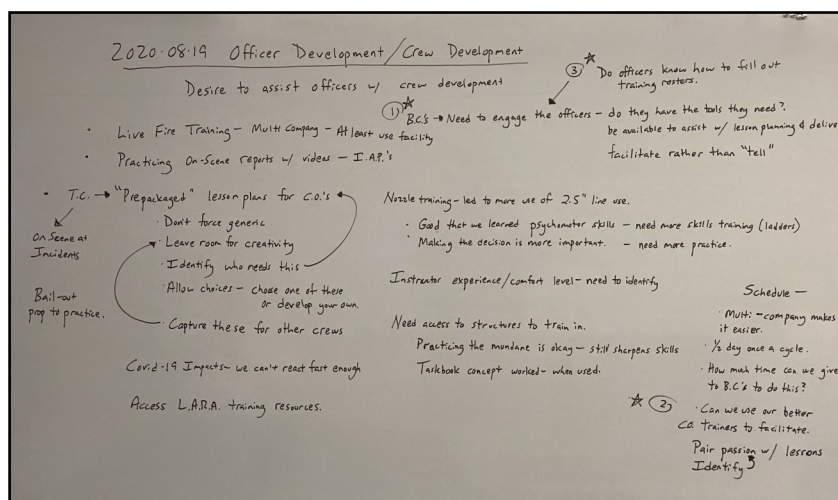 2020-08-19 Officer Development/Crew Development
Desire to assist officers w/ crew development
③ Do officers know how to fill out
training rosters.
① B.C.'s → Need to engage the officers - do they have the tools they need?
be available to assist w/ lesson planning & deliver
facilitate rather than "tell"
· Live Fire Training - Multi Company - At least use facility
· Practicing On-Scene reports w/ videos - I.A.P.'s
· T.C. → "Prepackaged" lesson plans for C.O.'s
On Scene at
Incidents
Bail-out
prop to practice.
· Don't force generic
· Leave room for creativity
· Identify who needs this
· Allow choices - choose one of these
or develop your own.
· Capture these for other crews
Covid-19 Impacts - we can't react fast enough
Access L.A.R.A. training resources.
Nozzle training - led to more use of 2.5" line use.
· Good that we learned psychomotor skills - need more skills training (ladders)
· Making the decision is more important. - need more practice.
Instructor experience/comfort level - need to identify
Need access to structures to train in.
Practicing the mundane is okay - still sharpens skills
Taskbook concept worked - when used.
Schedule -
· Multi-company makes
it easier.
· ½ day once a cycle.
· How much time can we give
to B.C.'s to do this?
② · Can we use our better
C.O. trainers to facilitate.
Pair passion w/ lessons
Identify